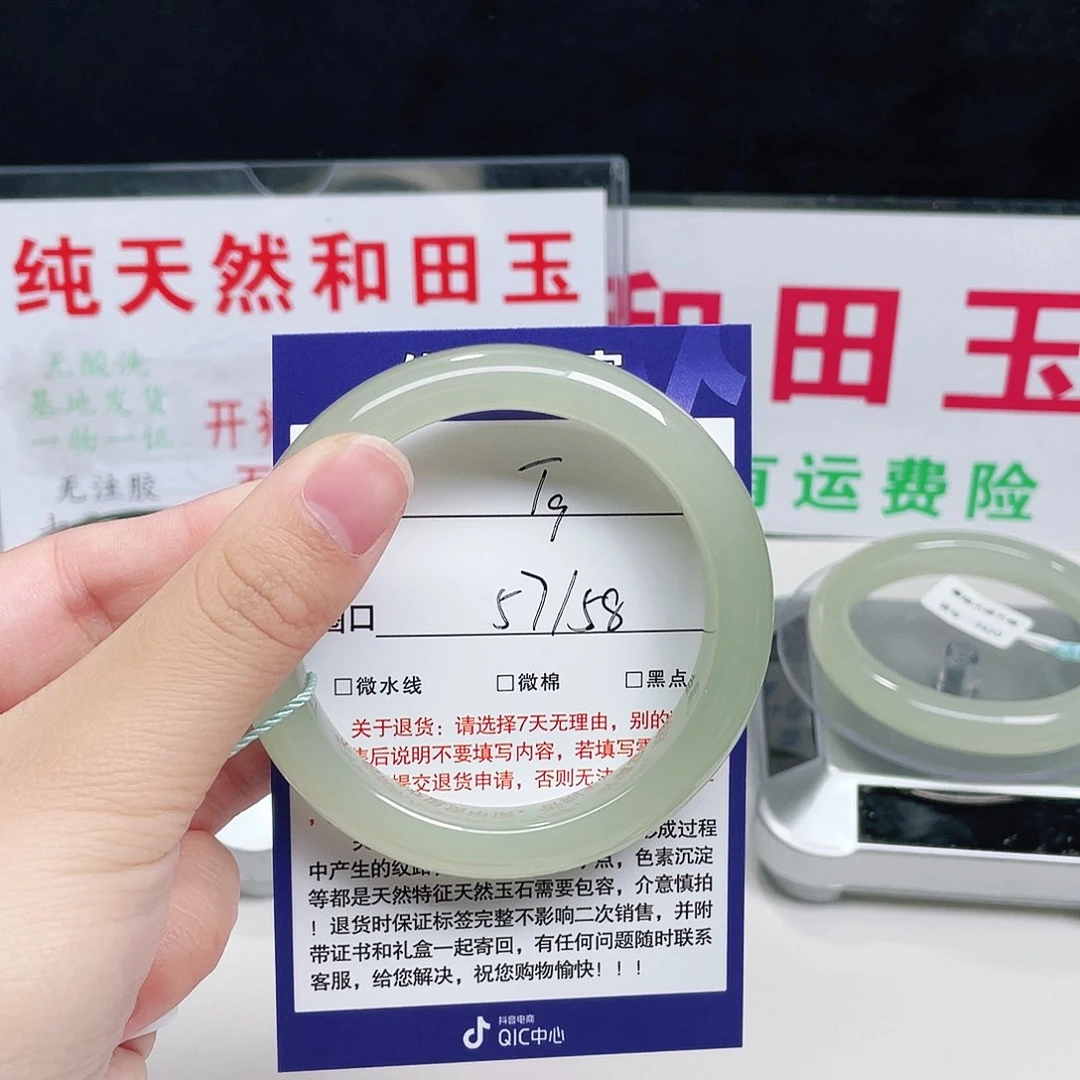 纯天然和田玉
无酸洗
基地发货
一物一证
无注胶
和田玉
有运费险
T9
圈口 57/58
□微水线 □微棉 □黑点
关于退货：请选择7天无理由，别的
后说明不要填写内容，若填写
提交退货申请，否则无法
形成过程
中产生的纹路 点，色素沉淀
等都是天然特征天然玉石需要包容，介意慎拍
！退货时保证标签完整不影响二次销售，并附
带证书和礼盒一起寄回，有任何问题随时联系
客服，给您解决，祝您购物愉快！！！
抖音电商
QIC中心